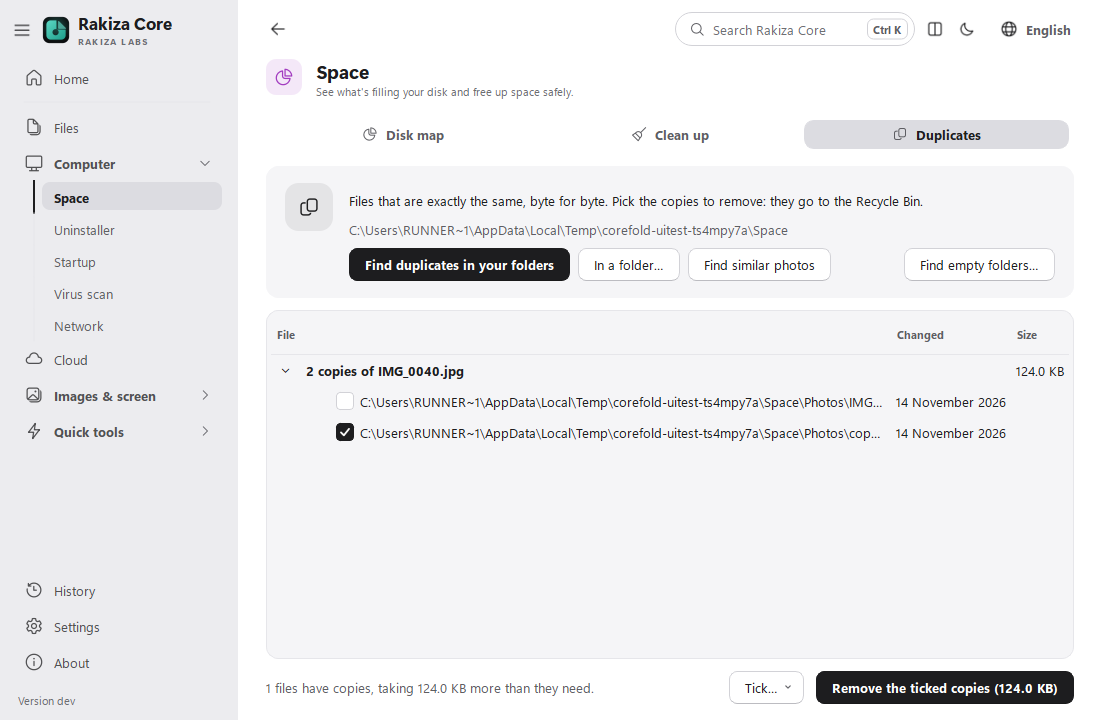 Rakiza Core
RAKIZA LABS
Search Rakiza Core
Ctrl K
English
Home
Files
Computer
Space
Uninstaller
Startup
Virus scan
Network
Cloud
Images & screen
Quick tools
History
Settings
About
Version dev
Space
See what's filling your disk and free up space safely.
Disk map
Clean up
Duplicates
Files that are exactly the same, byte for byte. Pick the copies to remove: they go to the Recycle Bin.
C:\Users\RUNNER~1\AppData\Local\Temp\corefold-uitest-ts4mpy7a\Space
Find duplicates in your folders
In a folder...
Find similar photos
Find empty folders...
File Changed Size
2 copies of IMG_0040.jpg 124.0 KB
C:\Users\RUNNER~1\AppData\Local\Temp\corefold-uitest-ts4mpy7a\Space\Photos\IMG... 14 November 2026
C:\Users\RUNNER~1\AppData\Local\Temp\corefold-uitest-ts4mpy7a\Space\Photos\cop... 14 November 2026
1 files have copies, taking 124.0 KB more than they need.
Tick...
Remove the ticked copies (124.0 KB)